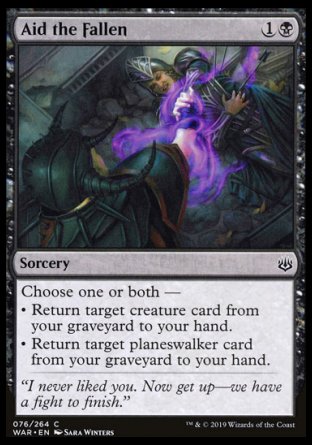 Aid the Fallen 1
Sorcery
Choose one or both —
• Return target creature card from
your graveyard to your hand.
• Return target planeswalker card
from your graveyard to your hand.
"I never liked you. Now get up—we have
a fight to finish."
076/264 C
WAR • EN Sara Winters
™ & © 2019 Wizards of the Coast